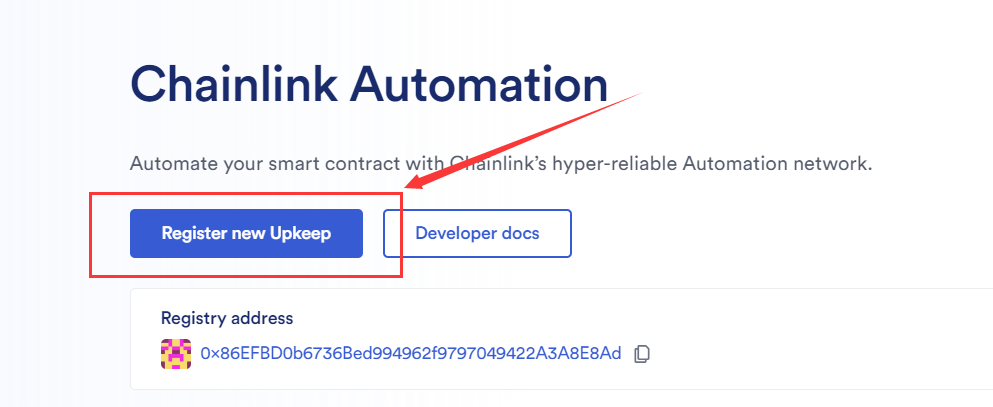 Chainlink Automation
Automate your smart contract with Chainlink's hyper-reliable Automation network.
Register new Upkeep
Developer docs
Registry address
0x86EFBD0b6736Bed994962f9797049422A3A8E8Ad